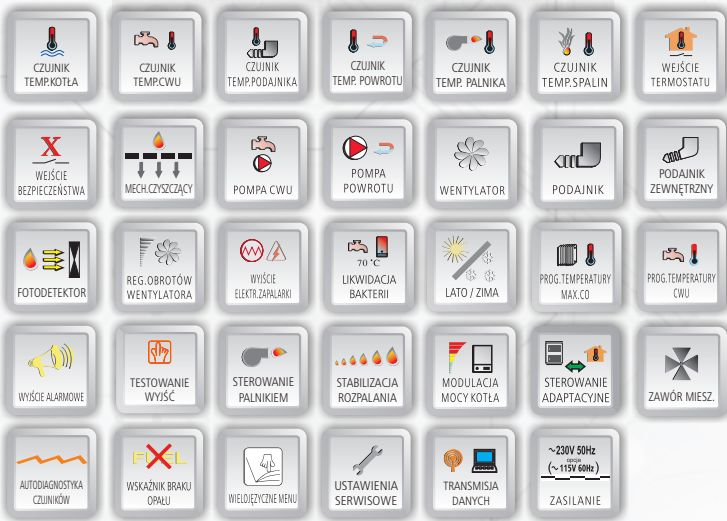 CZUJNIK
TEMP.KOTŁA
CZUJNIK
TEMP.CWU
CZUJNIK
TEMP.PODAJNIKA
CZUJNIK
TEMP. POWROTU
CZUJNIK
TEMP. PALNIKA
CZUJNIK
TEMP.SPALIN
WEJŚCIE
TERMOSTATU
X
WEJŚCIE
BEZPIECZEŃSTWA
MECH.CZYSZCZĄCY
POMPA CWU
POMPA
POWROTU
WENTYLATOR
PODAJNIK
PODAJNIK
ZEWNĘTRZNY
FOTODETEKTOR
REG.OBROTÓW
WENTYLATORA
WYJŚCIE
ELEKTR.ZAPALARKI
70 °C
LIKWIDACJA
BAKTERII
LATO / ZIMA
PROG.TEMPERATURY
MAX.CO
PROG.TEMPERATURY
CWU
WYJŚCIE ALARMOWE
TESTOWANIE
WYJŚĆ
STEROWANIE
PALNIKIEM
STABILIZACJA
ROZPALANIA
MODULACJA
MOCY KOTŁA
STEROWANIE
ADAPTACYJNE
ZAWÓR MIESZ.
AUTODIAGNOSTYKA
CZUJNIKÓW
FUEL
WSKAŹNIK BRAKU
OPAŁU
WIELOJĘZYCZNE MENU
USTAWIENIA
SERWISOWE
TRANSMISJA
DANYCH
~230V 50Hz
opcja
(~ 115V 60Hz )
ZASILANIE